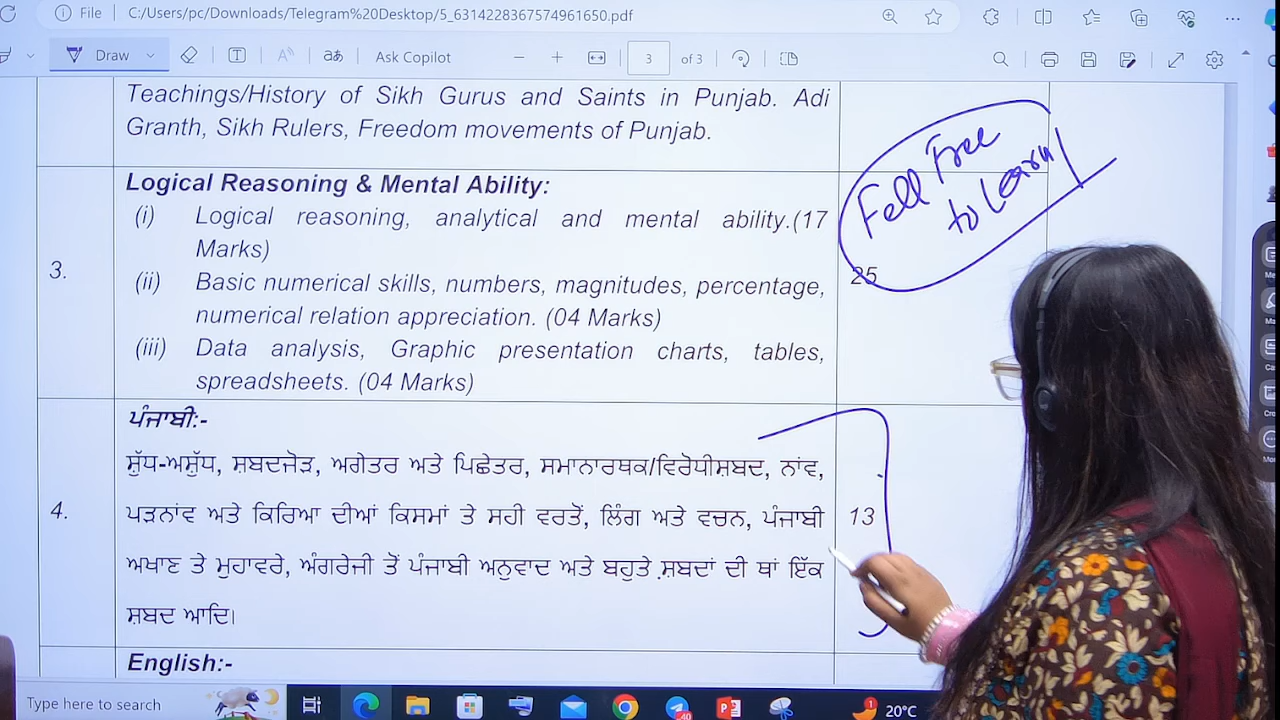 File
C:/Users/pc/Downloads/Telegram%20Desktop/5_6314228367574961650.pdf
Draw
T
A
aあ
Ask Copilot
3
of 3
Teachings/History of Sikh Gurus and Saints in Punjab. Adi
Granth, Sikh Rulers, Freedom movements of Punjab.
Fell Free
to Learn
3.
Logical Reasoning & Mental Ability:
(i) Logical reasoning, analytical and mental ability.(17
Marks)
(ii) Basic numerical skills, numbers, magnitudes, percentage,
numerical relation appreciation. (04 Marks)
(iii) Data analysis, Graphic presentation charts, tables,
spreadsheets. (04 Marks)
25
4.
ਪੰਜਾਬੀ:-
ਸ਼ੁੱਧ-ਅਸ਼ੁੱਧ, ਸ਼ਬਦਜੋੜ, ਅਗੇਤਰ ਅਤੇ ਪਿਛੇਤਰ, ਸਮਾਨਾਰਥਕ/ਵਿਰੋਧੀਸ਼ਬਦ, ਨਾਂਵ,
ਪੜਨਾਂਵ ਅਤੇ ਕਿਰਿਆ ਦੀਆਂ ਕਿਸਮਾਂ ਤੇ ਸਹੀ ਵਰਤੋਂ, ਲਿੰਗ ਅਤੇ ਵਚਨ, ਪੰਜਾਬੀ
ਅਖਾਣ ਤੇ ਮੁਹਾਵਰੇ, ਅੰਗਰੇਜੀ ਤੋਂ ਪੰਜਾਬੀ ਅਨੁਵਾਦ ਅਤੇ ਬਹੁਤੇ ਸ਼ਬਦਾਂ ਦੀ ਥਾਂ ਇੱਕ
ਸ਼ਬਦ ਆਦਿ।
13
English:-
Type here to search
40
1
20°C